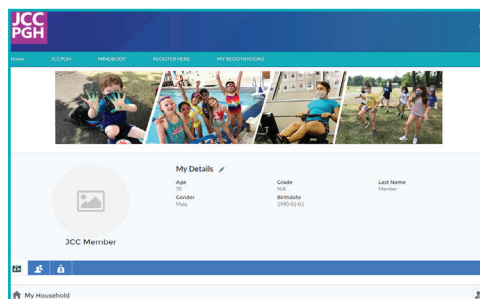 JCC
PGH
Home JCCPGH MINDBODY REGISTER HERE MY REGISTRATIONS
My Details
Age Grade Last Name
30 N/A Member
Gender Birthdate
Male 1990-01-01
JCC Member
My Household